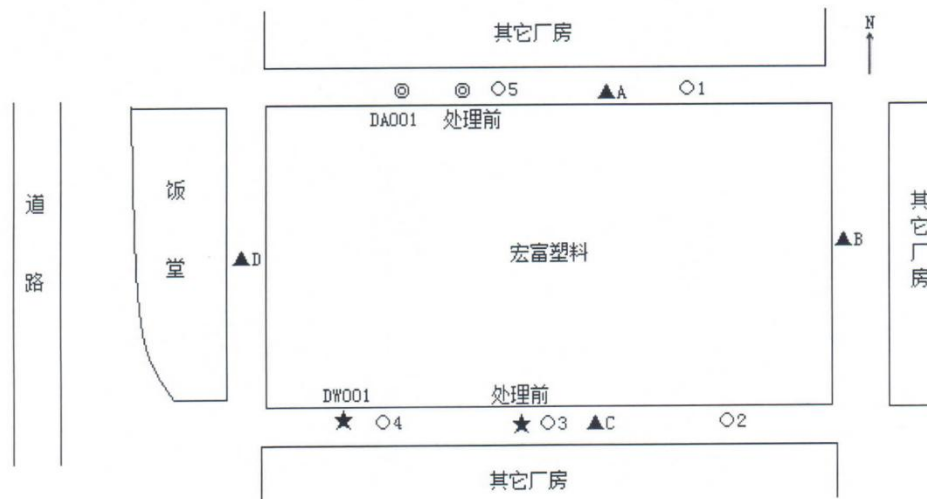 其它厂房
N
◎ ◎ ○5 ▲A ○1
DA001 处理前
道路
饭堂
▲D
宏富塑料
▲B
其它厂房
DW001 处理前
★ ○4 ★ ○3 ▲C ○2
其它厂房